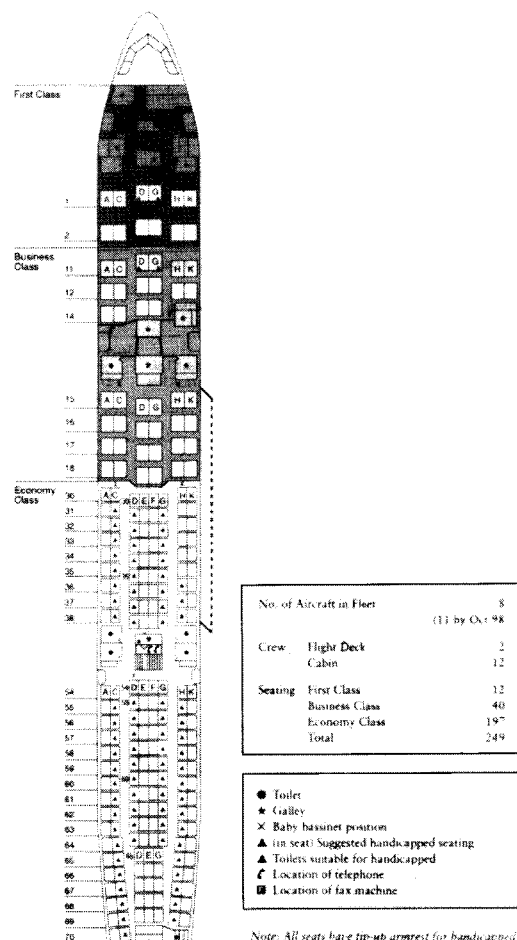 First Class
A C D G H K
1
2
Business
Class
D G
A C H K
11
12
14
15
A C D G H K
16
17
18
Economy
Class
30 A C D E F G H K
31
32
33
34
35
36
37
38
54 A C D E F G H K
55
56
57
58
59
60
61
62
63
64
65 D E G
66
67
68
69
70
No. of Aircraft in Fleet 8
(11 by Oct 98
Crew Flight Deck 2
Cabin 12
Seating First Class 12
Business Class 40
Economy Class 197
Total 249
● Toilet
★ Galley
✕ Baby bassinet position
▲ (in seat) Suggested handicapped seating
▲ Toilets suitable for handicapped
Location of telephone
Location of fax machine
Note: All seats have tip-up armrest for handicapped